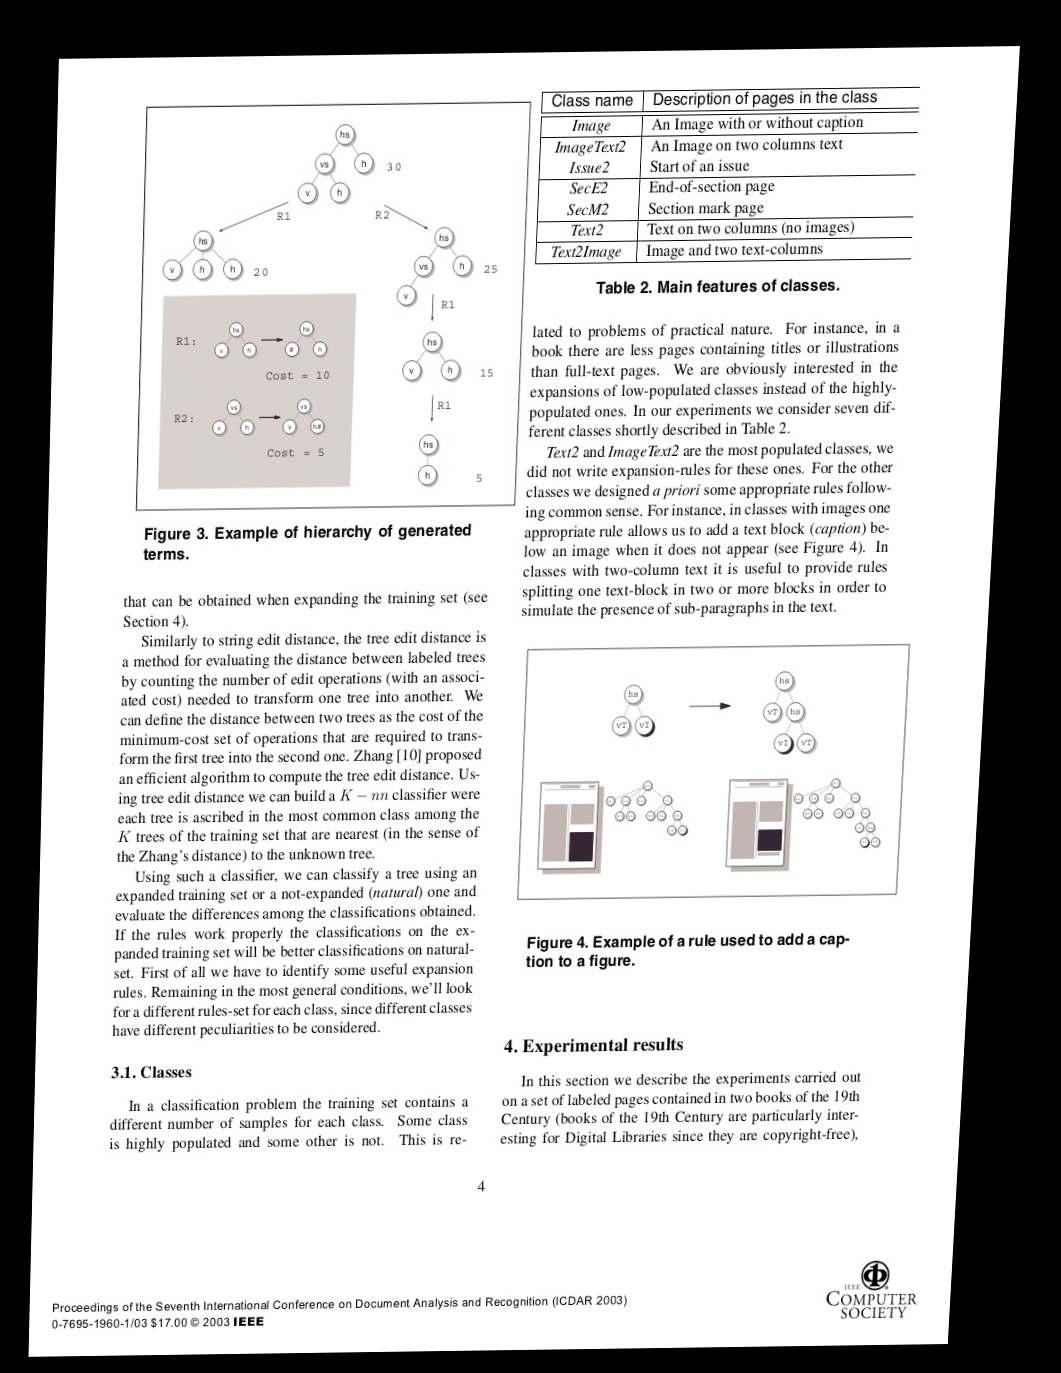 hs
vs
h
30
v
h
R1
R2
hs
v
h
h
20
hs
vs
h
25
v
R1
hs
v
h
15
R1
hs
h
5
R1:
hs
v
h
hs
#
h
Cost = 10
R2:
vs
v
h
vs
v
h#
Cost = 5
Figure 3. Example of hierarchy of generated
terms.
that can be obtained when expanding the training set (see
Section 4).
Similarly to string edit distance, the tree edit distance is
a method for evaluating the distance between labeled trees
by counting the number of edit operations (with an associ-
ated cost) needed to transform one tree into another. We
can define the distance between two trees as the cost of the
minimum-cost set of operations that are required to trans-
form the first tree into the second one. Zhang [10] proposed
an efficient algorithm to compute the tree edit distance. Us-
ing tree edit distance we can build a K − nn classifier were
each tree is ascribed in the most common class among the
K trees of the training set that are nearest (in the sense of
the Zhang's distance) to the unknown tree.
Using such a classifier, we can classify a tree using an
expanded training set or a not-expanded (natural) one and
evaluate the differences among the classifications obtained.
If the rules work properly the classifications on the ex-
panded training set will be better classifications on natural-
set. First of all we have to identify some useful expansion
rules. Remaining in the most general conditions, we'll look
for a different rules-set for each class, since different classes
have different peculiarities to be considered.
3.1. Classes
In a classification problem the training set contains a
different number of samples for each class. Some class
is highly populated and some other is not. This is re-
Class name Description of pages in the class
Image An Image with or without caption
ImageText2 An Image on two columns text
Issue2 Start of an issue
SecE2 End-of-section page
SecM2 Section mark page
Text2 Text on two columns (no images)
Text2Image Image and two text-columns
Table 2. Main features of classes.
lated to problems of practical nature. For instance, in a
book there are less pages containing titles or illustrations
than full-text pages. We are obviously interested in the
expansions of low-populated classes instead of the highly-
populated ones. In our experiments we consider seven dif-
ferent classes shortly described in Table 2.
Text2 and ImageText2 are the most populated classes, we
did not write expansion-rules for these ones. For the other
classes we designed a priori some appropriate rules follow-
ing common sense. For instance, in classes with images one
appropriate rule allows us to add a text block (caption) be-
low an image when it does not appear (see Figure 4). In
classes with two-column text it is useful to provide rules
splitting one text-block in two or more blocks in order to
simulate the presence of sub-paragraphs in the text.
hs
vT
vI
hs
vT
hs
vI
vT
Figure 4. Example of a rule used to add a cap-
tion to a figure.
4. Experimental results
In this section we describe the experiments carried out
on a set of labeled pages contained in two books of the 19th
Century (books of the 19th Century are particularly inter-
esting for Digital Libraries since they are copyright-free),
4
Proceedings of the Seventh International Conference on Document Analysis and Recognition (ICDAR 2003)
0-7695-1960-1/03 $17.00 © 2003 IEEE
IEEE
COMPUTER
SOCIETY